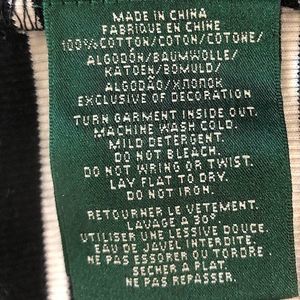 MADE IN CHINA
FABRIQUE EN CHINE
100%COTTON/COTON/COTONE/
ALGODÓN/BAUMWOLLE/
KATOEN/BOMULD/
ALGODÃO/ХЛОПОК
EXCLUSIVE OF DECORATION
TURN GARMENT INSIDE OUT.
MACHINE WASH COLD.
MILD DETERGENT.
DO NOT BLEACH.
DO NOT WRING OR TWIST.
LAY FLAT TO DRY.
DO NOT IRON.
RETOURNER LE VETEMENT.
LAVAGE A 30°
UTILISER UNE LESSIVE DOUCE.
EAU DE JAVEL INTERDITE.
NE PAS ESSORER OU TORDRE
SECHER A PLAT.
NE PAS REPASSER.